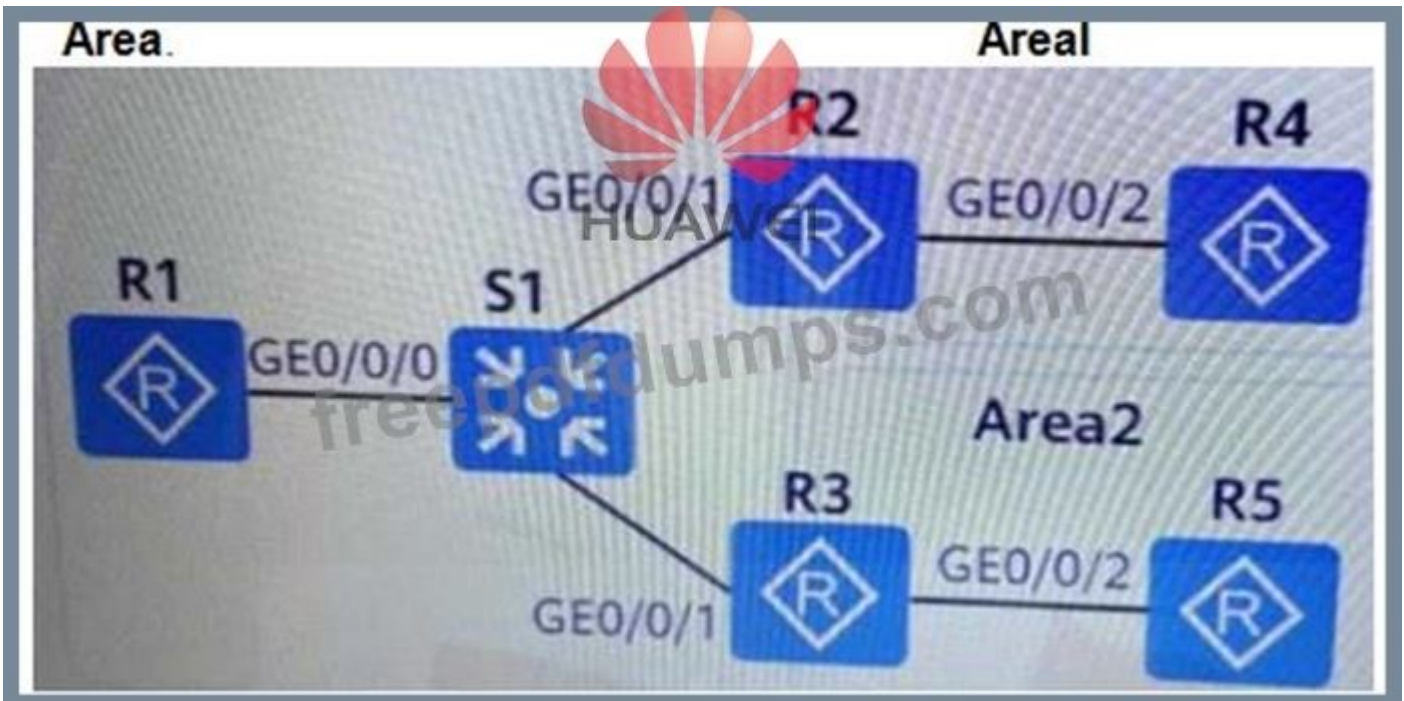 Area.
Areal
R2
R4
GE0/0/1
GE0/0/2
HUAWEI
R1
S1
GE0/0/0
freepdfdumps.com
Area2
R3
R5
GE0/0/2
GE0/0/1
R
R
R
R
R